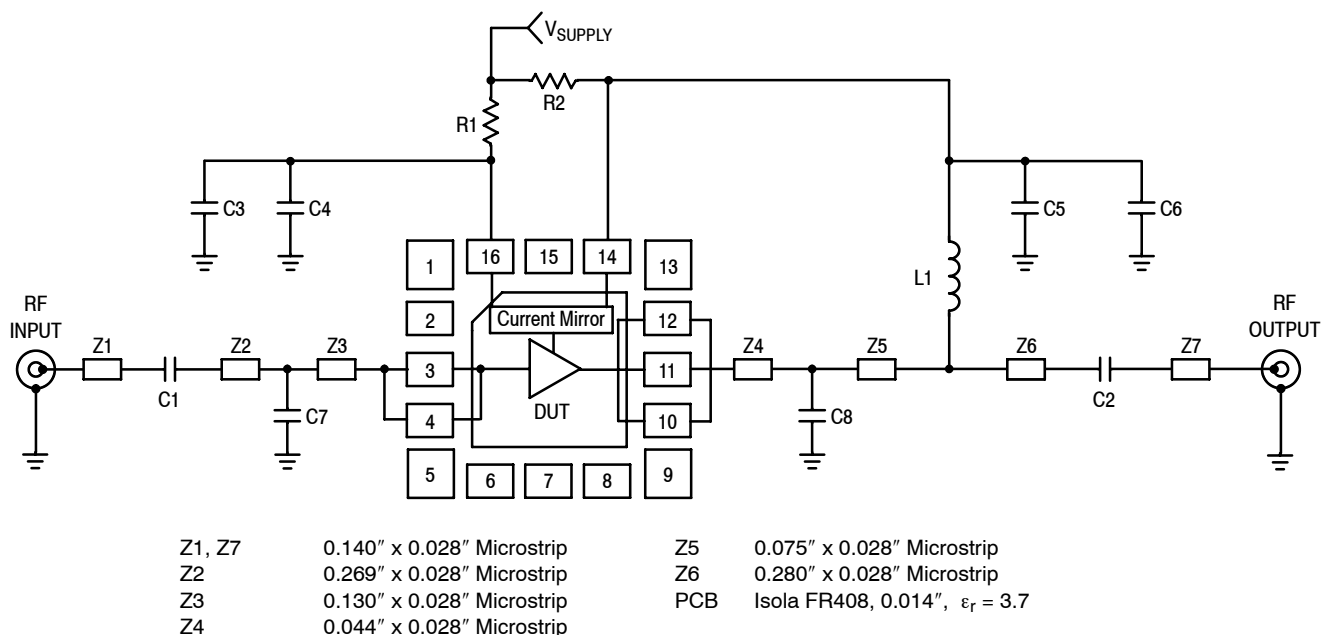 V_SUPPLY
R2
R1
C3
C4
C5
C6
16
15
14
1
13
L1
RF INPUT
RF OUTPUT
2
Current Mirror
12
Z1
Z2
Z3
3
11
Z4
Z5
Z6
Z7
C1
C7
4
DUT
10
C8
C2
5
6
7
8
9
Z1, Z7 0.140″ x 0.028″ Microstrip
Z2 0.269″ x 0.028″ Microstrip
Z3 0.130″ x 0.028″ Microstrip
Z4 0.044″ x 0.028″ Microstrip
Z5 0.075″ x 0.028″ Microstrip
Z6 0.280″ x 0.028″ Microstrip
PCB Isola FR408, 0.014″, εr = 3.7